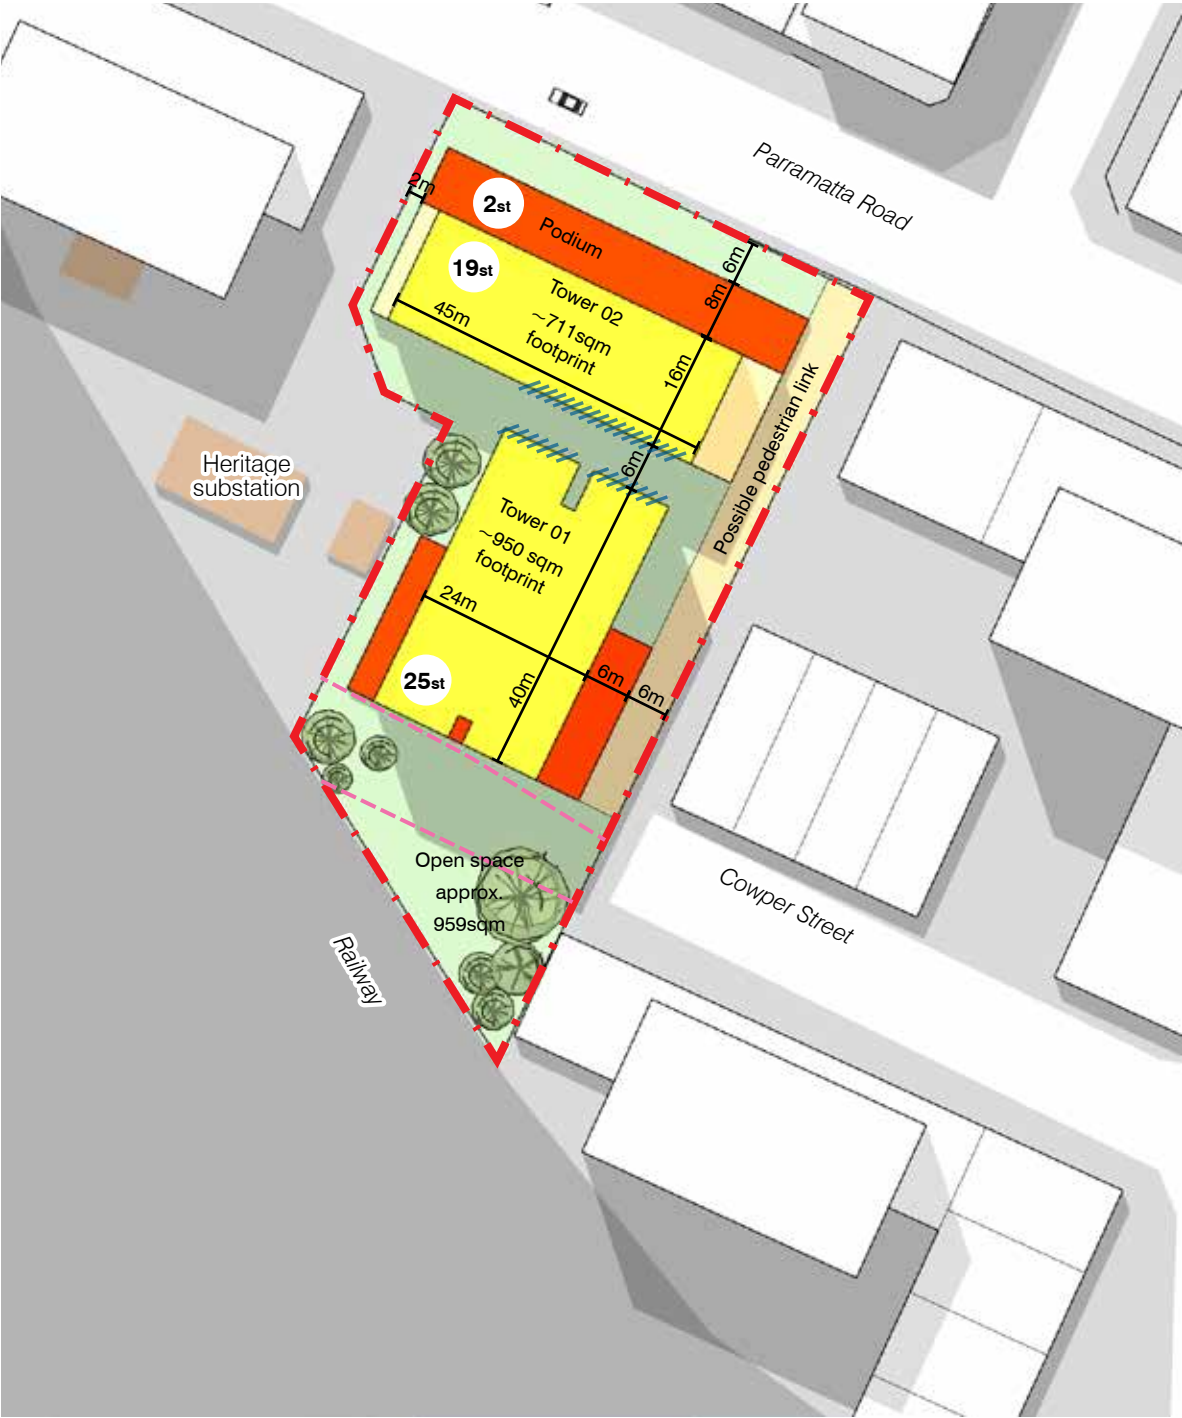 Parramatta Road
2m
2st
Podium
6m
8m
19st
Tower 02
~711sqm
footprint
45m
16m
Possible pedestrian link
6m
Heritage
substation
Tower 01
~950 sqm
footprint
24m
25st
40m
6m
6m
Open space
approx.
959sqm
Cowper Street
Railway